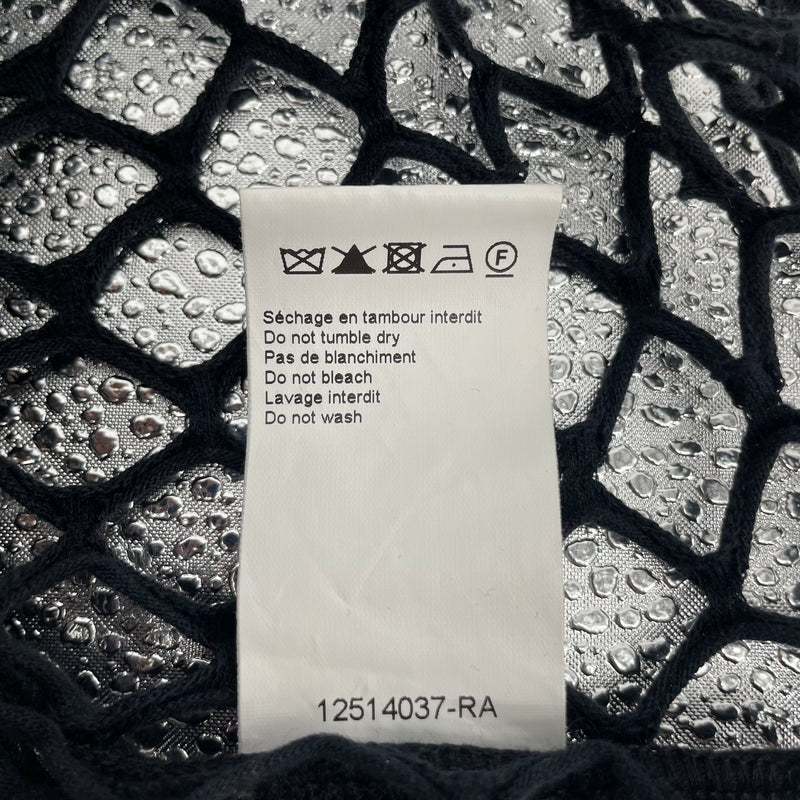 F
Séchage en tambour interdit
Do not tumble dry
Pas de blanchiment
Do not bleach
Lavage interdit
Do not wash
12514037-RA